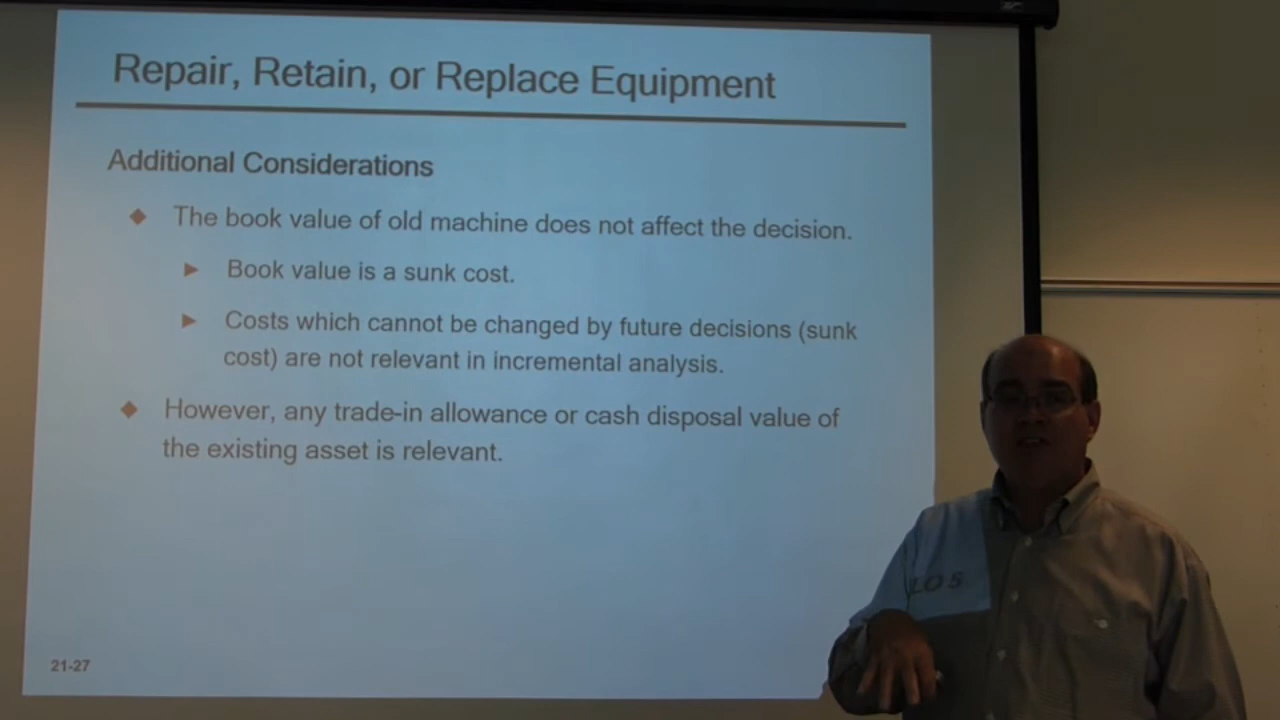 Repair, Retain, or Replace Equipment
Additional Considerations
The book value of old machine does not affect the decision.
Book value is a sunk cost.
Costs which cannot be changed by future decisions (sunk
cost) are not relevant in incremental analysis.
However, any trade-in allowance or cash disposal value of
the existing asset is relevant.
LO 5
21-27